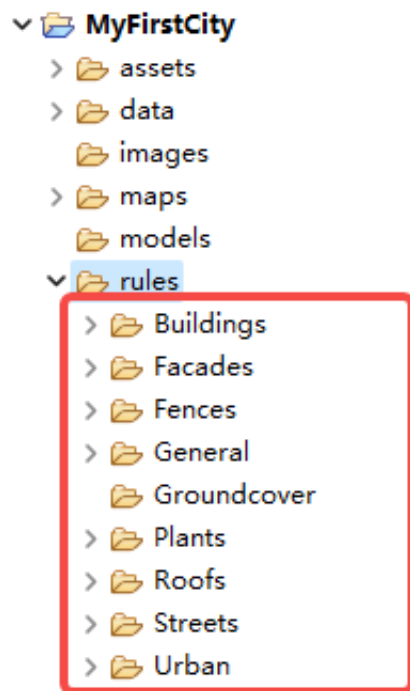 MyFirstCity
assets
data
images
maps
models
rules
Buildings
Facades
Fences
General
Groundcover
Plants
Roofs
Streets
Urban